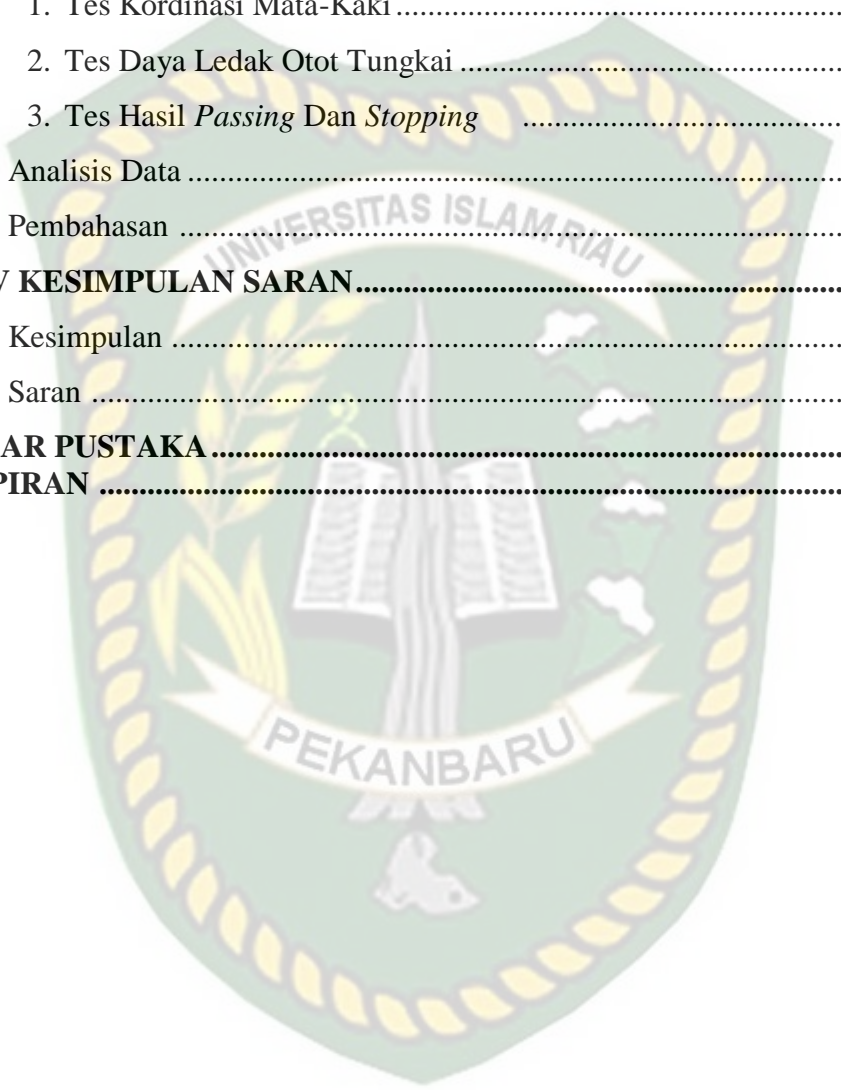 1. Tes Kordinasi Mata-Kaki ....................................................
2. Tes Daya Ledak Otot Tungkai ................................................
3. Tes Hasil Passing Dan Stopping ........................................
Analisis Data ................................................................................
Pembahasan .................................................................................
V KESIMPULAN SARAN.............................................................
Kesimpulan ..................................................................................
Saran ............................................................................................
AR PUSTAKA...............................................................................
PIRAN ...........................................................................................
UNIVERSITAS ISLAM RIAU
PEKANBARU